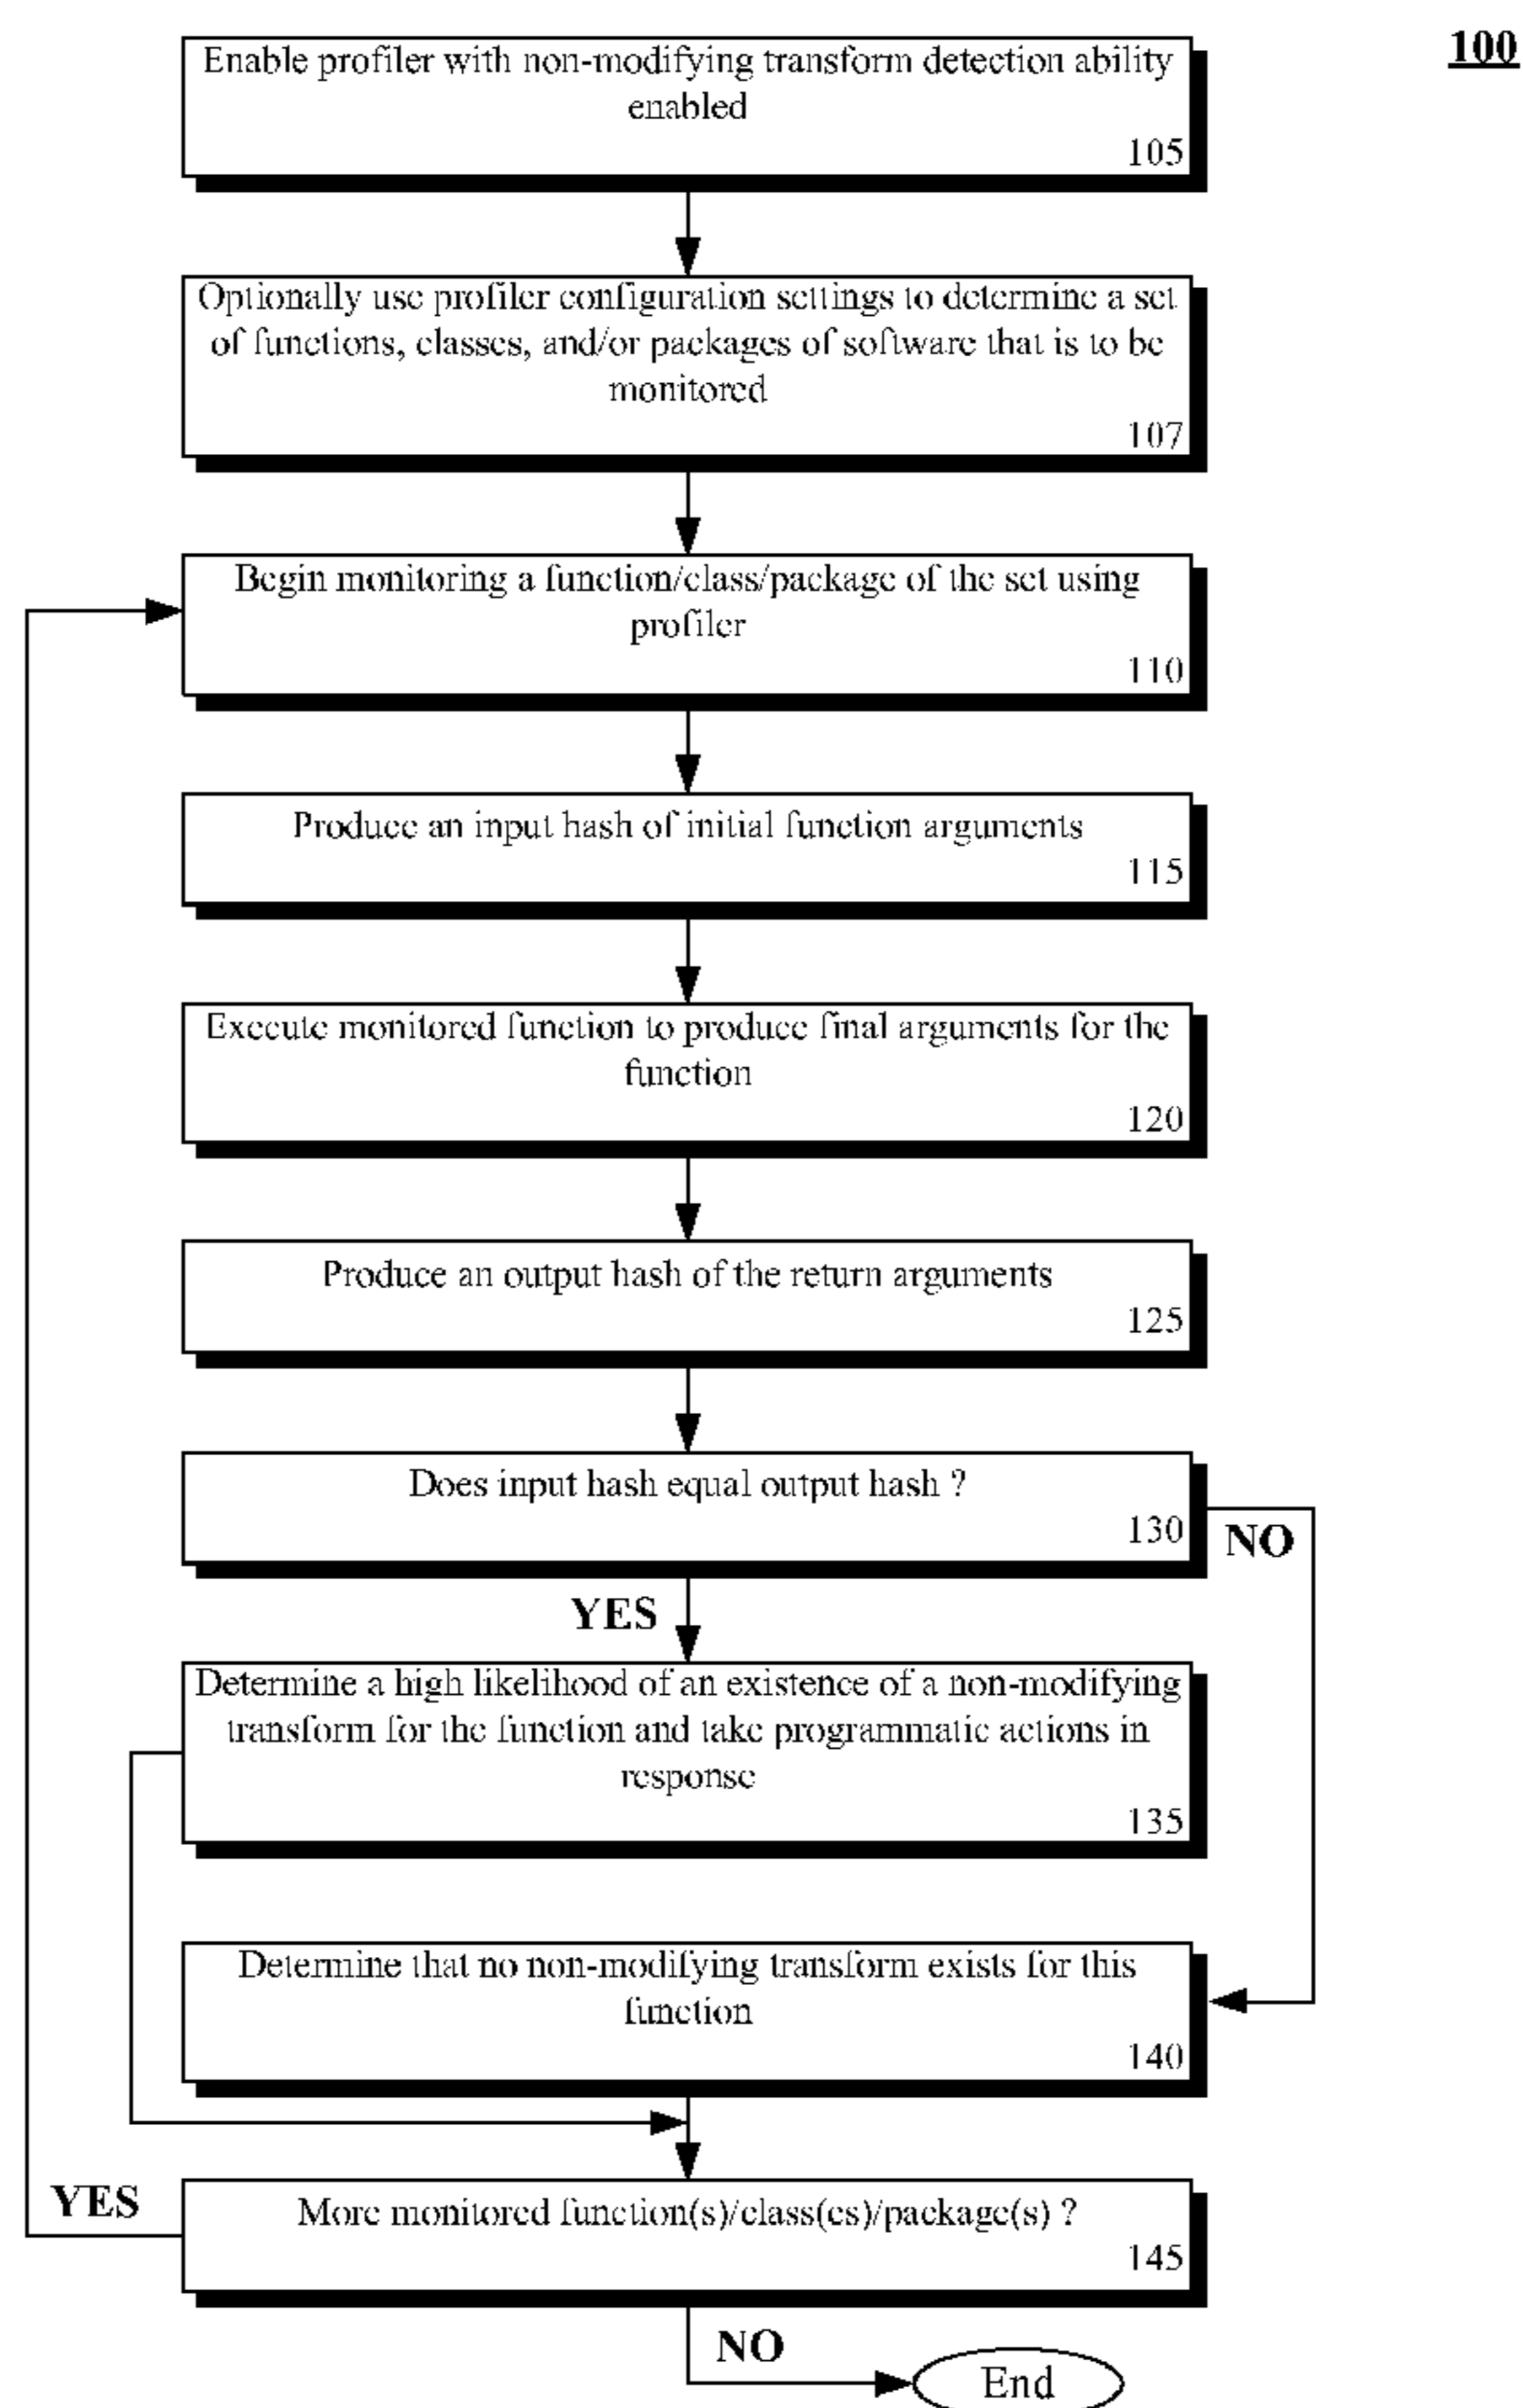 100
Enable profiler with non-modifying transform detection ability
enabled
105
Optionally use profiler configuration settings to determine a set
of functions, classes, and/or packages of software that is to be
monitored
107
Begin monitoring a function/class/package of the set using
profiler
110
Produce an input hash of initial function arguments
115
Execute monitored function to produce final arguments for the
function
120
Produce an output hash of the return arguments
125
Does input hash equal output hash ?
130
NO
YES
Determine a high likelihood of an existence of a non-modifying
transform for the function and take programmatic actions in
response
135
Determine that no non-modifying transform exists for this
function
140
YES
More monitored function(s)/class(es)/package(s) ?
145
NO
End